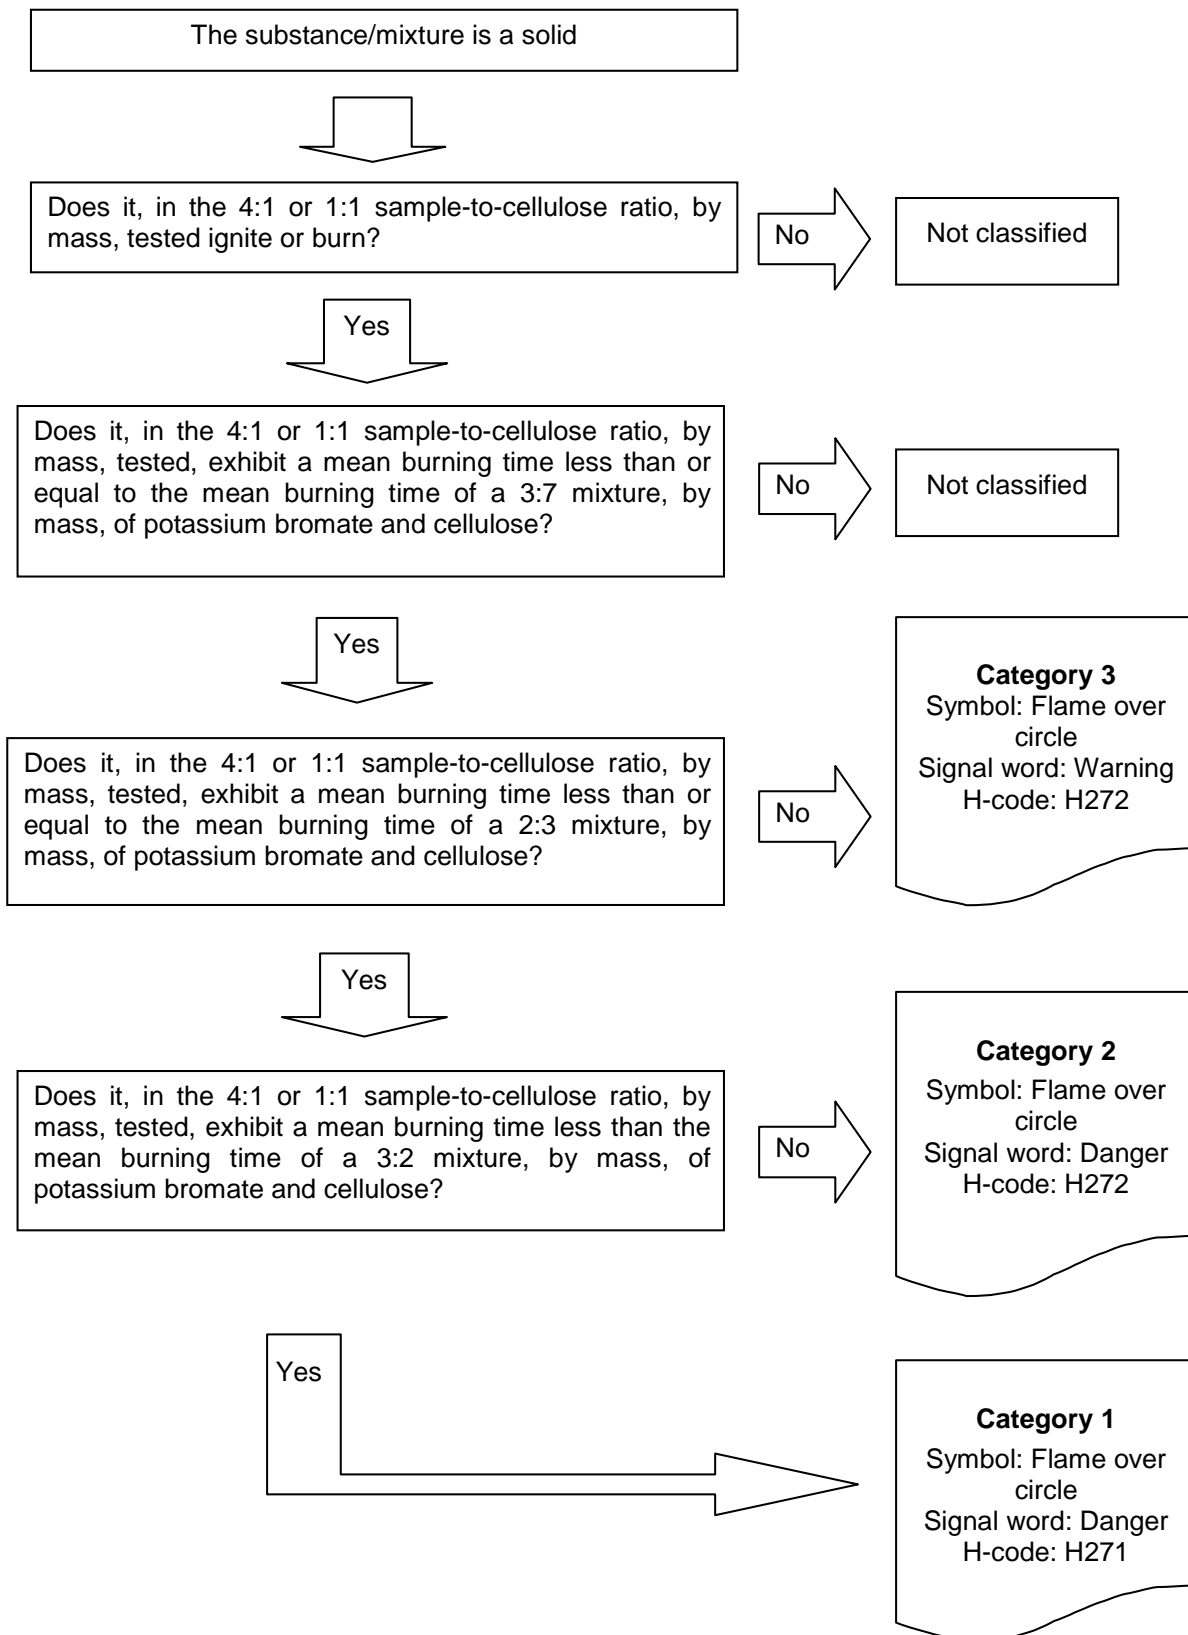 The substance/mixture is a solid
Does it, in the 4:1 or 1:1 sample-to-cellulose ratio, by
mass, tested ignite or burn?
No
Not classified
Yes
Does it, in the 4:1 or 1:1 sample-to-cellulose ratio, by
mass, tested, exhibit a mean burning time less than or
equal to the mean burning time of a 3:7 mixture, by
mass, of potassium bromate and cellulose?
No
Not classified
Yes
Does it, in the 4:1 or 1:1 sample-to-cellulose ratio, by
mass, tested, exhibit a mean burning time less than or
equal to the mean burning time of a 2:3 mixture, by
mass, of potassium bromate and cellulose?
No
Category 3
Symbol: Flame over
circle
Signal word: Warning
H-code: H272
Yes
Does it, in the 4:1 or 1:1 sample-to-cellulose ratio, by
mass, tested, exhibit a mean burning time less than the
mean burning time of a 3:2 mixture, by mass, of
potassium bromate and cellulose?
No
Category 2
Symbol: Flame over
circle
Signal word: Danger
H-code: H272
Yes
Category 1
Symbol: Flame over
circle
Signal word: Danger
H-code: H271